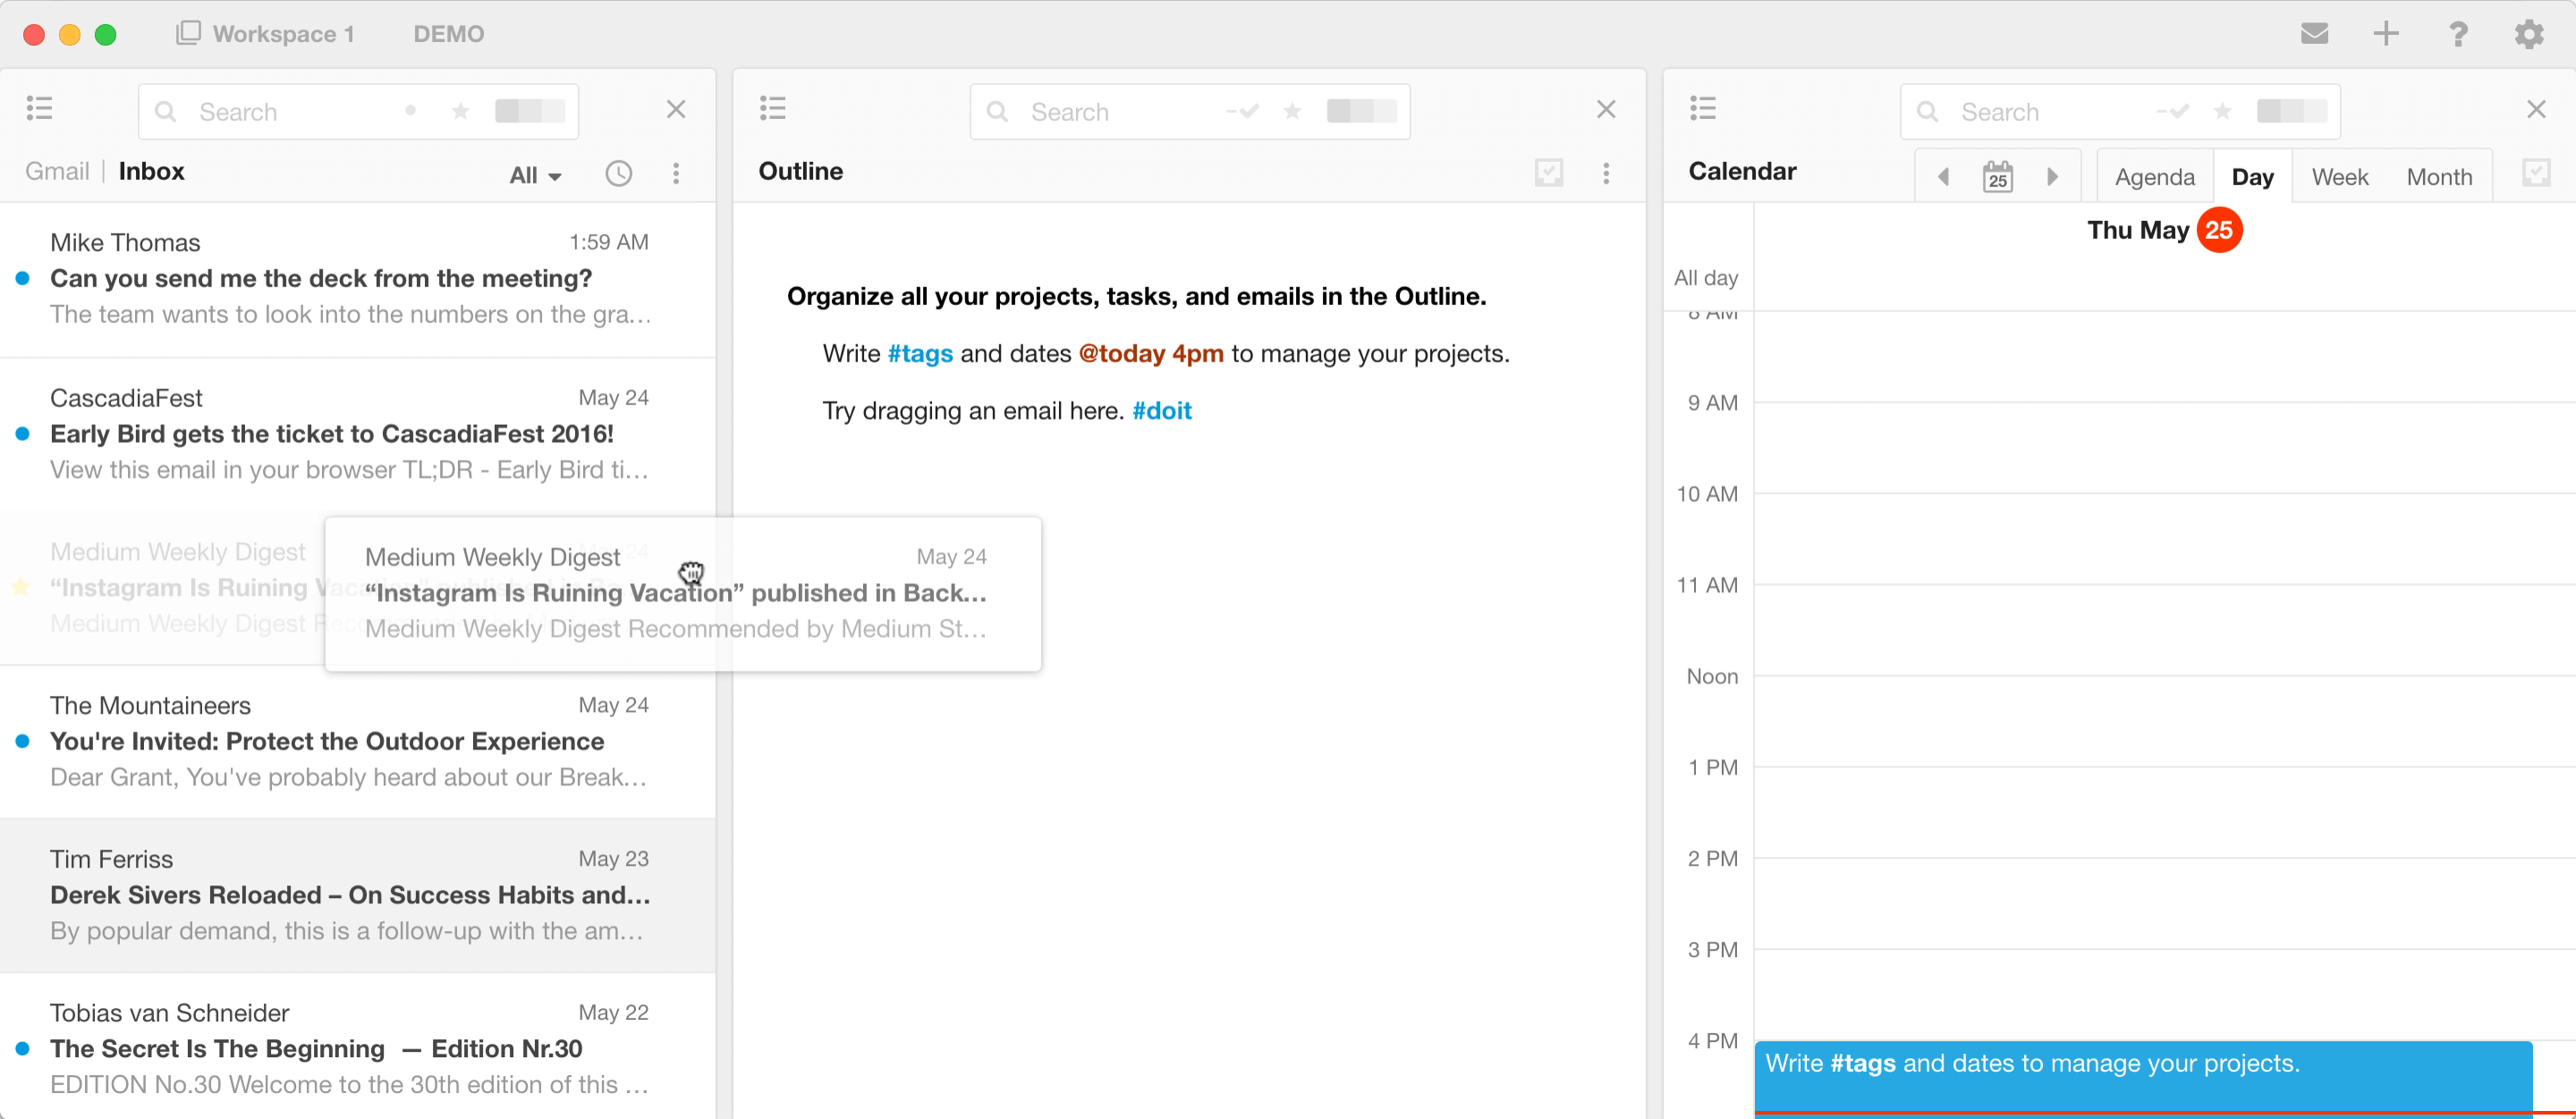 Workspace 1 DEMO
Search
Gmail | Inbox All
Mike Thomas 1:59 AM
Can you send me the deck from the meeting?
The team wants to look into the numbers on the gra...
CascadiaFest May 24
Early Bird gets the ticket to CascadiaFest 2016!
View this email in your browser TL;DR - Early Bird ti...
Medium Weekly Digest
“Instagram Is Ruining
Medium Weekly Digest
Medium Weekly Digest May 24
“Instagram Is Ruining Vacation” published in Back...
Medium Weekly Digest Recommended by Medium St...
The Mountaineers May 24
You're Invited: Protect the Outdoor Experience
Dear Grant, You've probably heard about our Break...
Tim Ferriss May 23
Derek Sivers Reloaded – On Success Habits and...
By popular demand, this is a follow-up with the am...
Tobias van Schneider May 22
The Secret Is The Beginning — Edition Nr.30
EDITION No.30 Welcome to the 30th edition of this ...
Search
Outline
Organize all your projects, tasks, and emails in the Outline.
Write #tags and dates @today 4pm to manage your projects.
Try dragging an email here. #doit
Search
Calendar 25 Agenda Day Week Month
Thu May 25
All day
8 AM
9 AM
10 AM
11 AM
Noon
1 PM
2 PM
3 PM
4 PM
Write #tags and dates to manage your projects.